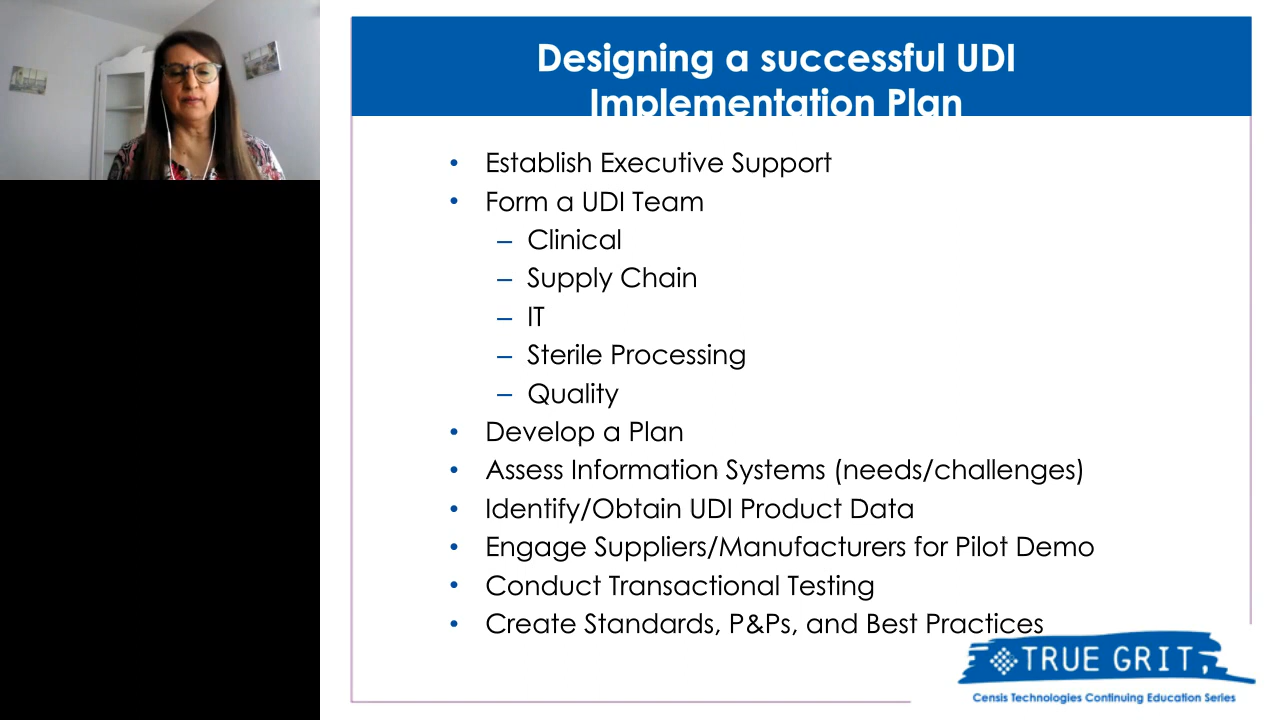 Designing a successful UDI
Implementation Plan
• Establish Executive Support
• Form a UDI Team
– Clinical
– Supply Chain
– IT
– Sterile Processing
– Quality
• Develop a Plan
• Assess Information Systems (needs/challenges)
• Identify/Obtain UDI Product Data
• Engage Suppliers/Manufacturers for Pilot Demo
• Conduct Transactional Testing
• Create Standards, P&Ps, and Best Practices
TRUE GRIT
Censis Technologies Continuing Education Series